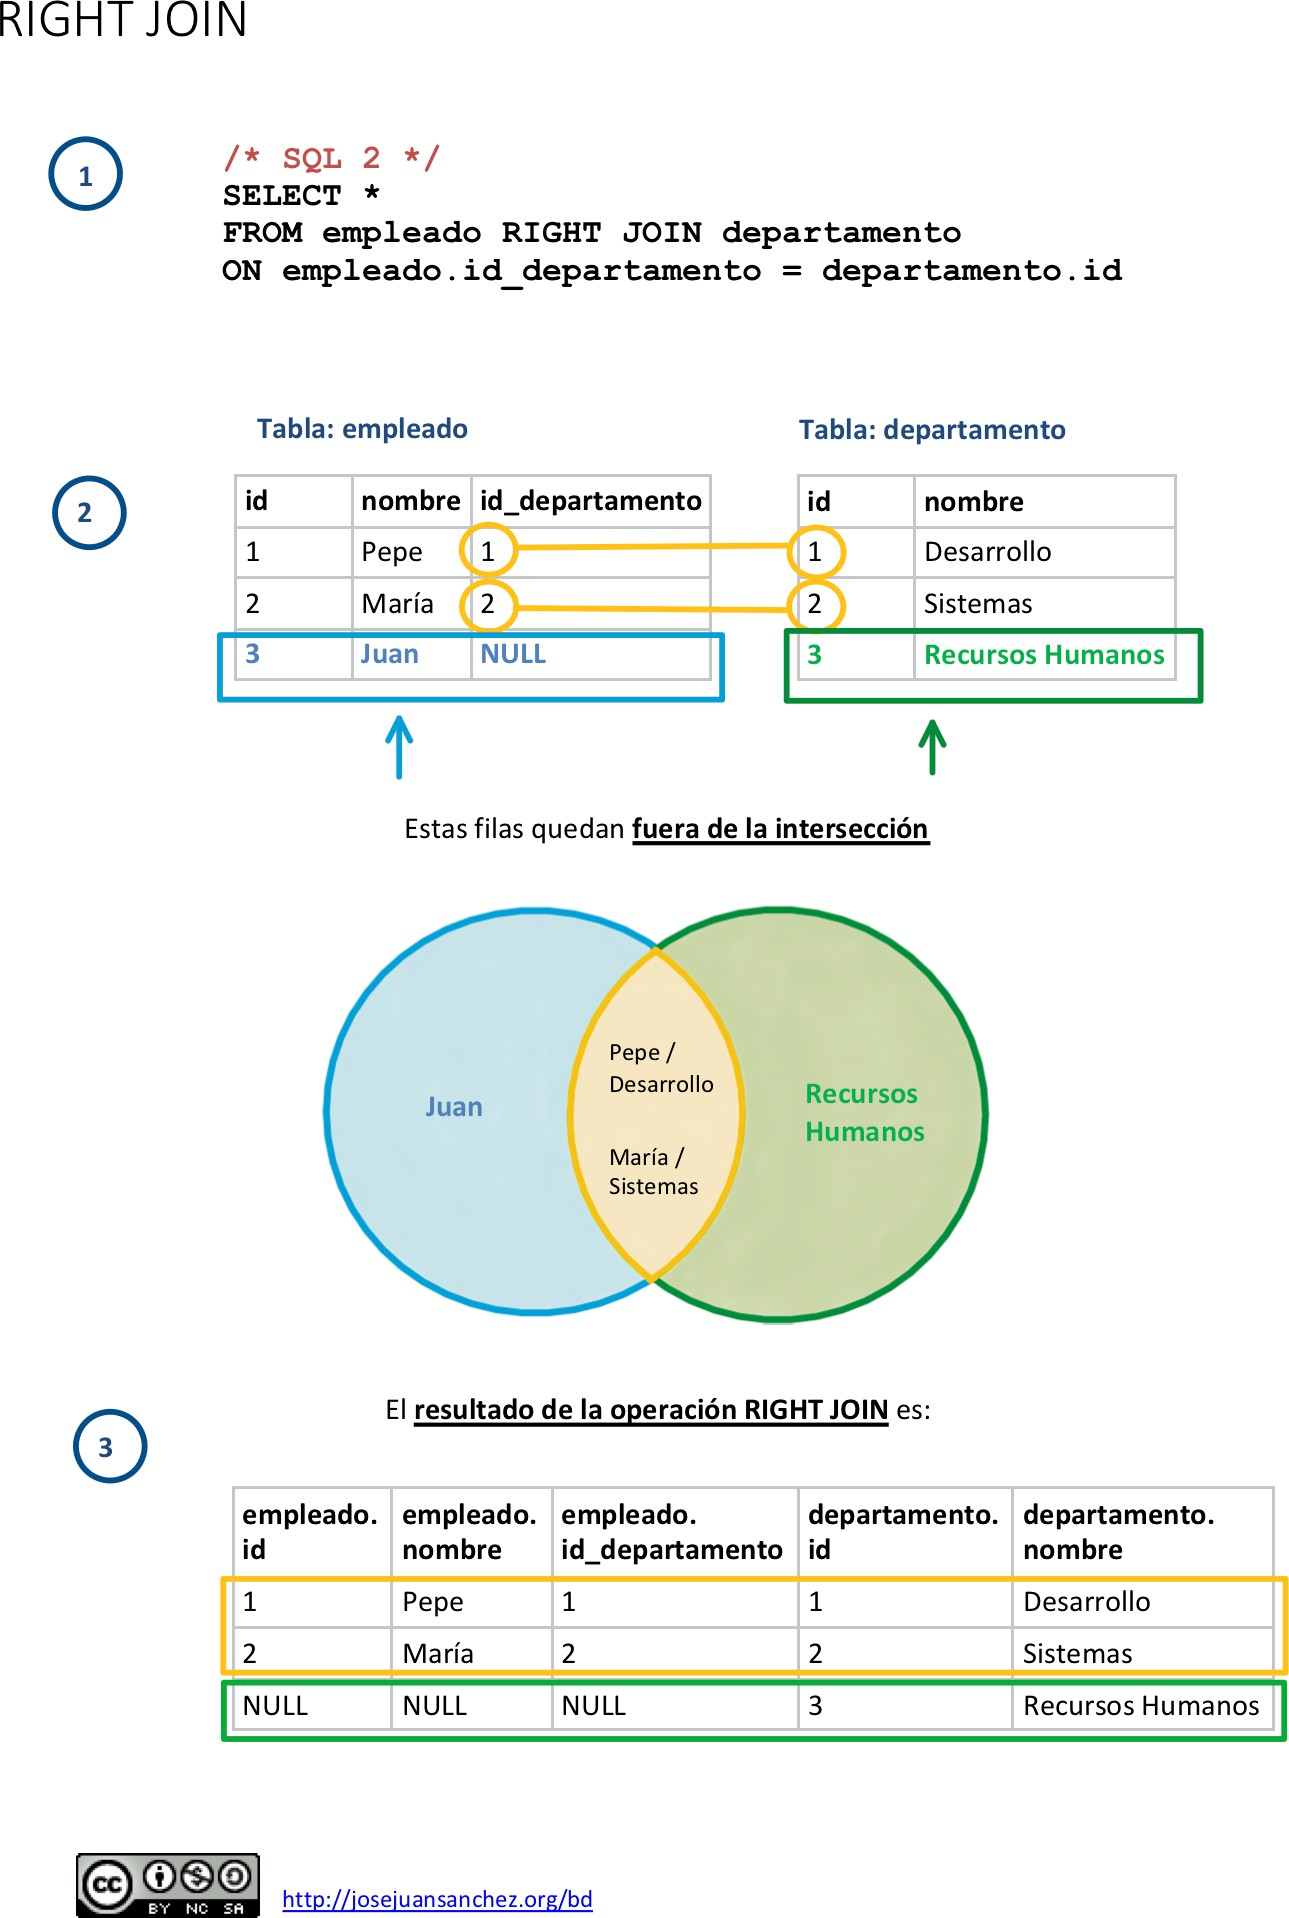 RIGHT JOIN
1
/* SQL 2 */
SELECT *
FROM empleado RIGHT JOIN departamento
ON empleado.id_departamento = departamento.id
Tabla: empleado
Tabla: departamento
2
id nombre id_departamento
1 Pepe 1
2 María 2
3 Juan NULL
id nombre
1 Desarrollo
2 Sistemas
3 Recursos Humanos
Estas filas quedan fuera de la intersección
Juan
Pepe /
Desarrollo
María /
Sistemas
Recursos
Humanos
El resultado de la operación RIGHT JOIN es:
3
empleado. empleado. empleado. departamento. departamento.
id nombre id_departamento id nombre
1 Pepe 1 1 Desarrollo
2 María 2 2 Sistemas
NULL NULL NULL 3 Recursos Humanos
cc
BY NC SA
http://josejuansanchez.org/bd